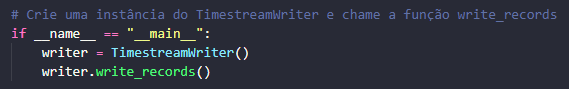 # Crie uma instância do TimestreamWriter e chame a função write_records
if __name__ == "__main__":
    writer = TimestreamWriter()
    writer.write_records()